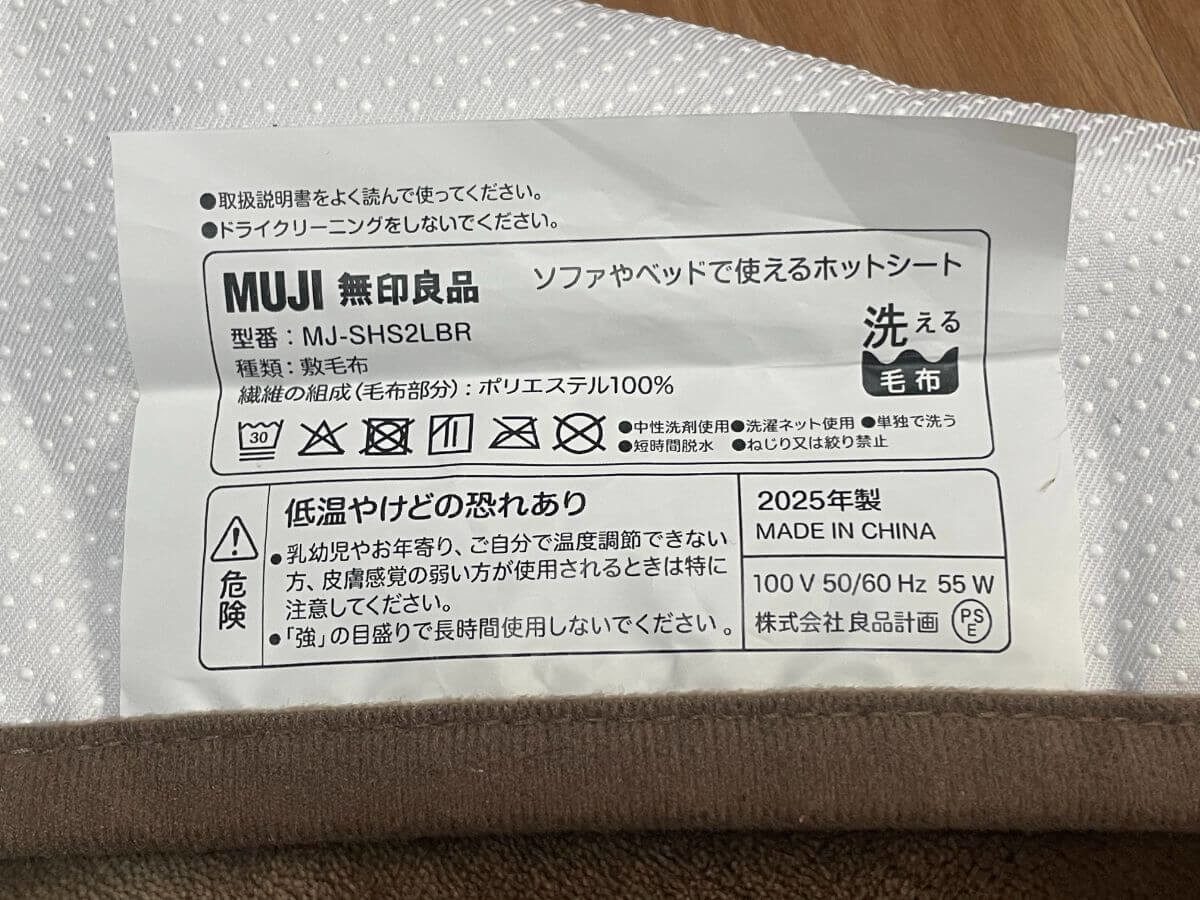 ●取扱説明書をよく読んで使ってください。
●ドライクリーニングをしないでください。
MUJI 無印良品
ソファやベッドで使えるホットシート
型番：MJ-SHS2LBR
種類：敷毛布
繊維の組成（毛布部分）：ポリエステル100%
洗える
毛布
30
●中性洗剤使用●洗濯ネット使用 ●単独で洗う
●短時間脱水 ●ねじり又は絞り禁止
危険
低温やけどの恐れあり
●乳幼児やお年寄り、ご自分で温度調節できない
方、皮膚感覚の弱い方が使用されるときは特に
注意してください。
●「強」の目盛りで長時間使用しないでください。
2025年製
MADE IN CHINA
100 V 50/60 Hz 55 W
株式会社良品計画
PSE